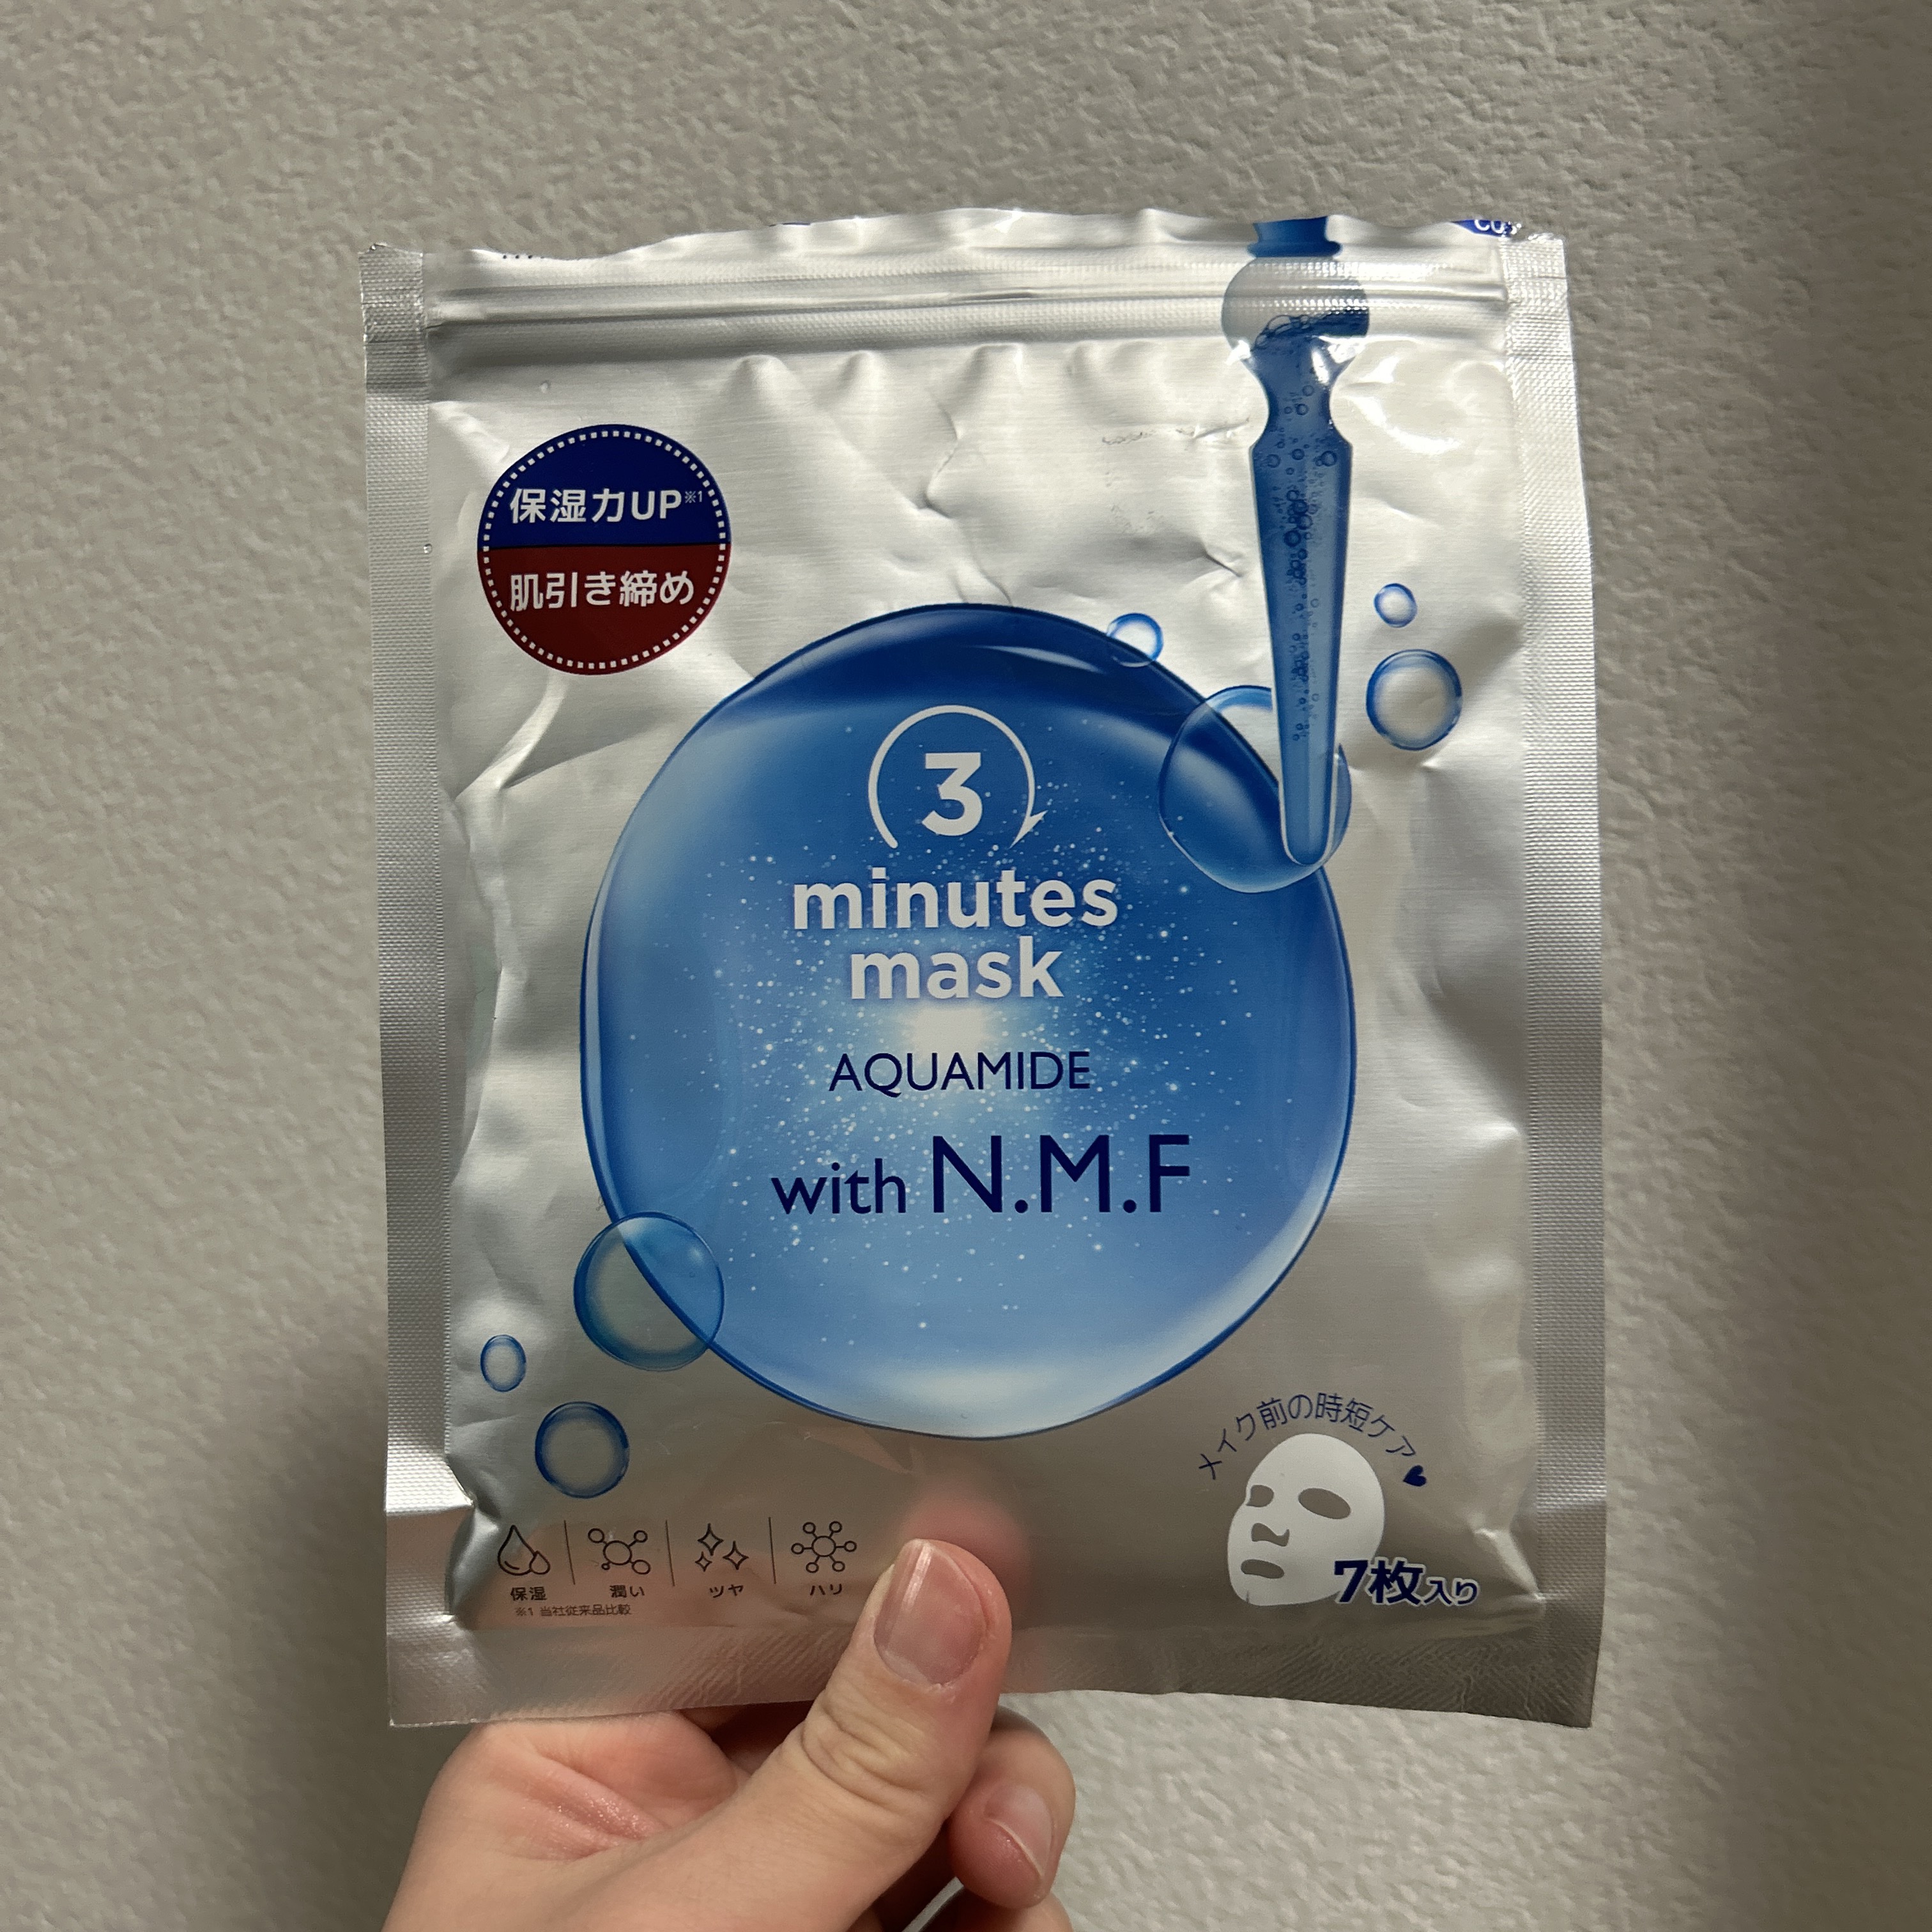 保湿力UP※1
肌引き締め
3
minutes
mask
AQUAMIDE
with N.M.F
メイク前の時短ケア
7枚入り
保湿
潤い
ツヤ
ハリ
※1 当社従来品比較